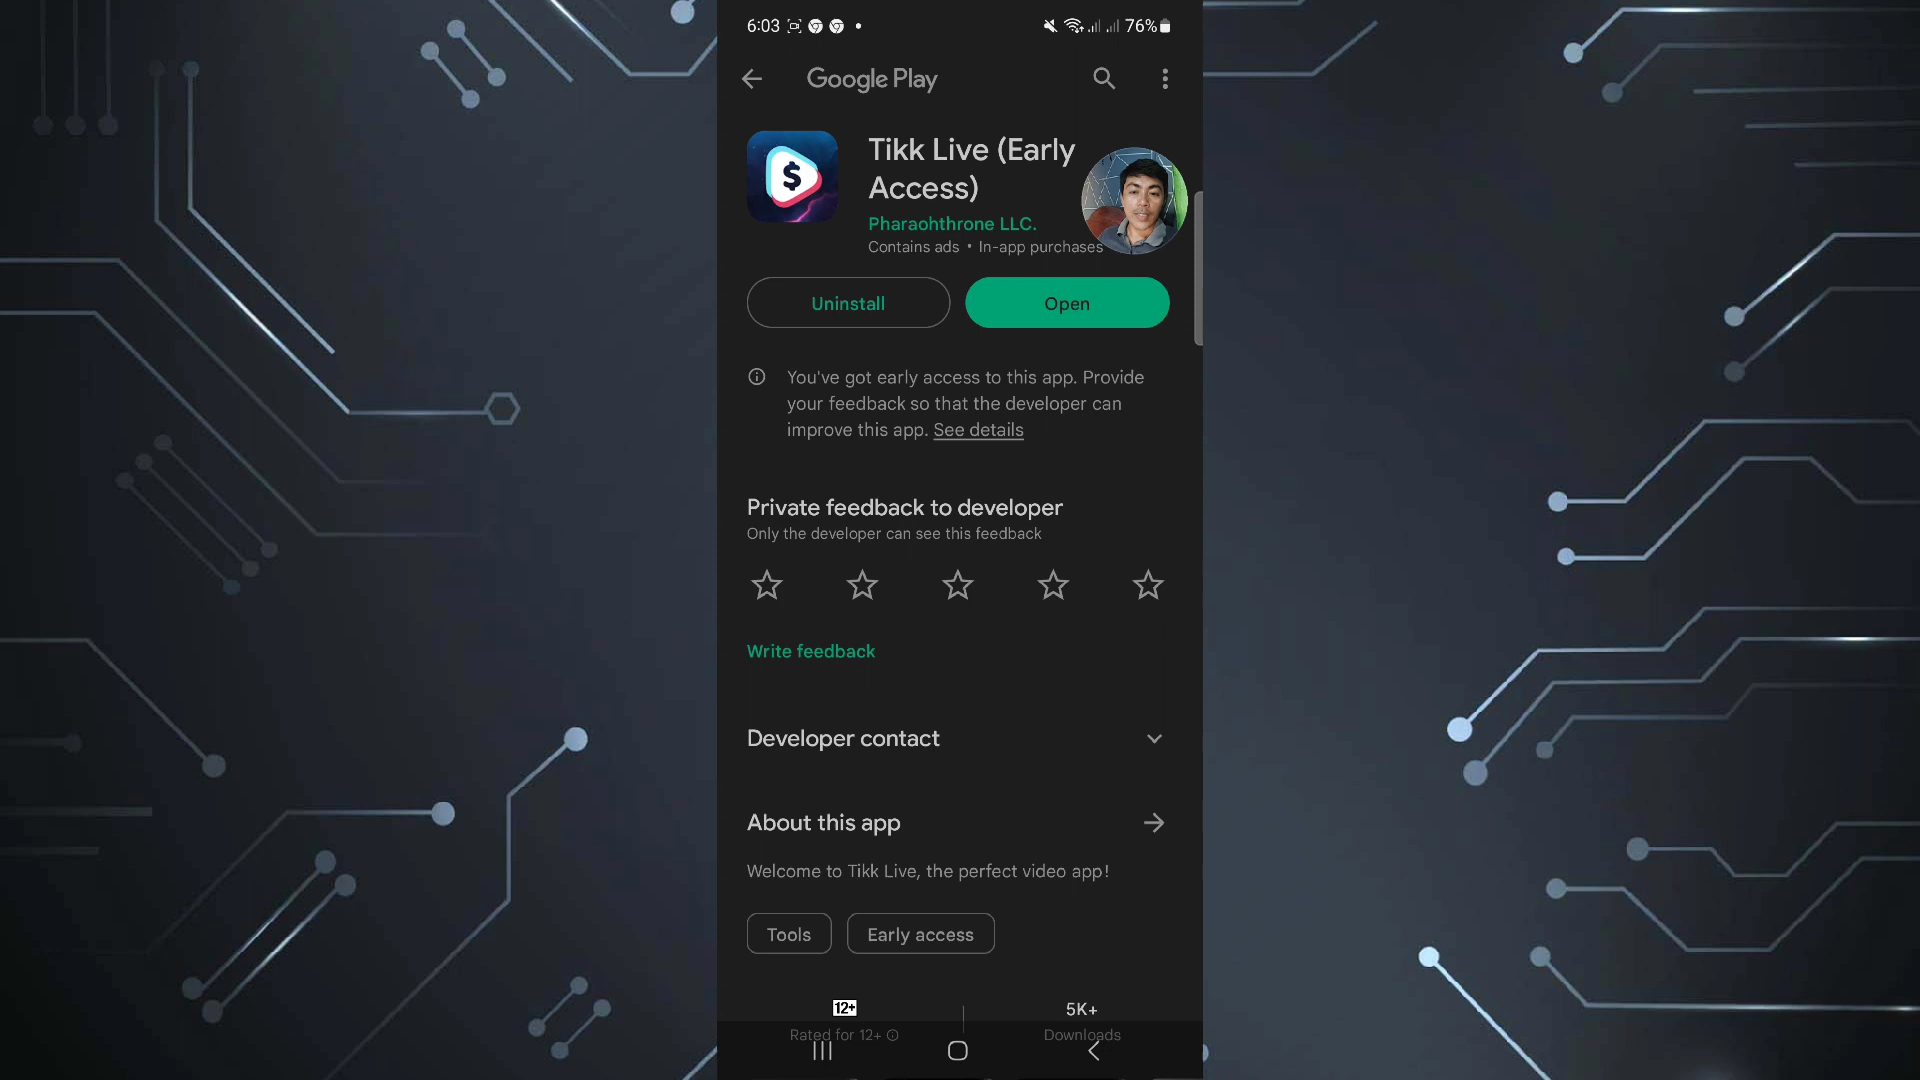 6:03
76%
Google Play
Tikk Live (Early
Access)
Pharaohthrone LLC.
Contains ads • In-app purchases
$
Uninstall
Open
You've got early access to this app. Provide
your feedback so that the developer can
improve this app. See details
Private feedback to developer
Only the developer can see this feedback
Write feedback
Developer contact
About this app
Welcome to Tikk Live, the perfect video app!
Tools
Early access
12+
5K+
Rated for 12+
Downloads